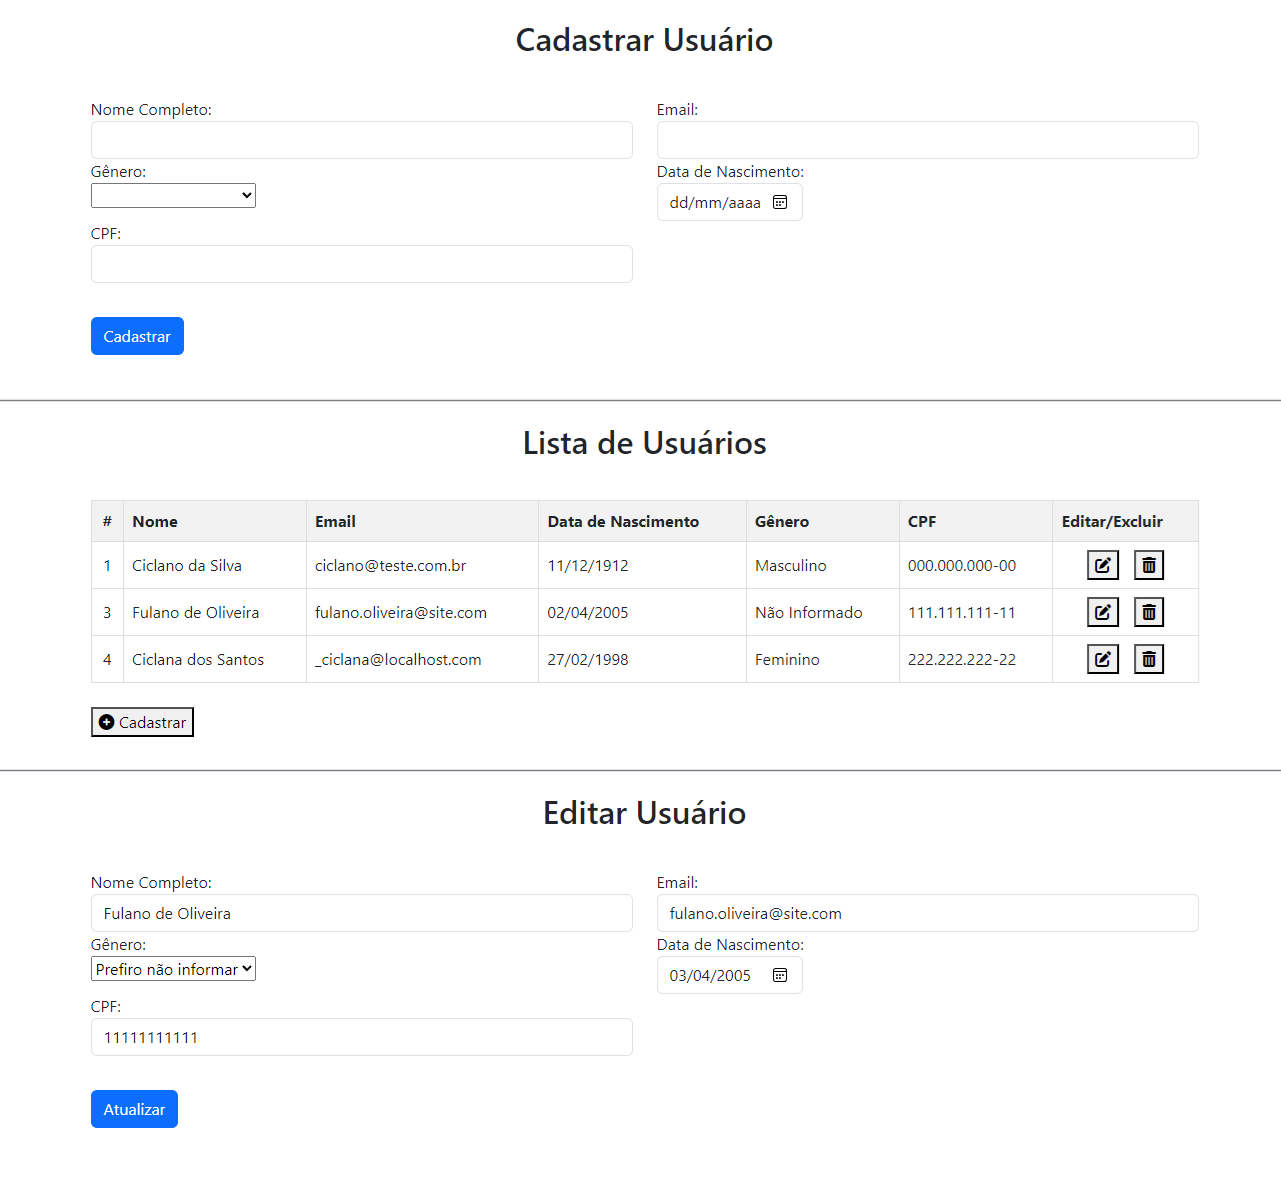 Cadastrar Usuário
Nome Completo: Email:
Gênero: Data de Nascimento:
dd/mm/aaaa
CPF:
Cadastrar
Lista de Usuários
# Nome Email Data de Nascimento Gênero CPF Editar/Excluir
1 Ciclano da Silva ciclano@teste.com.br 11/12/1912 Masculino 000.000.000-00
3 Fulano de Oliveira fulano.oliveira@site.com 02/04/2005 Não Informado 111.111.111-11
4 Ciclana dos Santos _ciclana@localhost.com 27/02/1998 Feminino 222.222.222-22
Cadastrar
Editar Usuário
Nome Completo: Email:
Fulano de Oliveira fulano.oliveira@site.com
Gênero: Data de Nascimento:
Prefiro não informar 03/04/2005
CPF:
11111111111
Atualizar